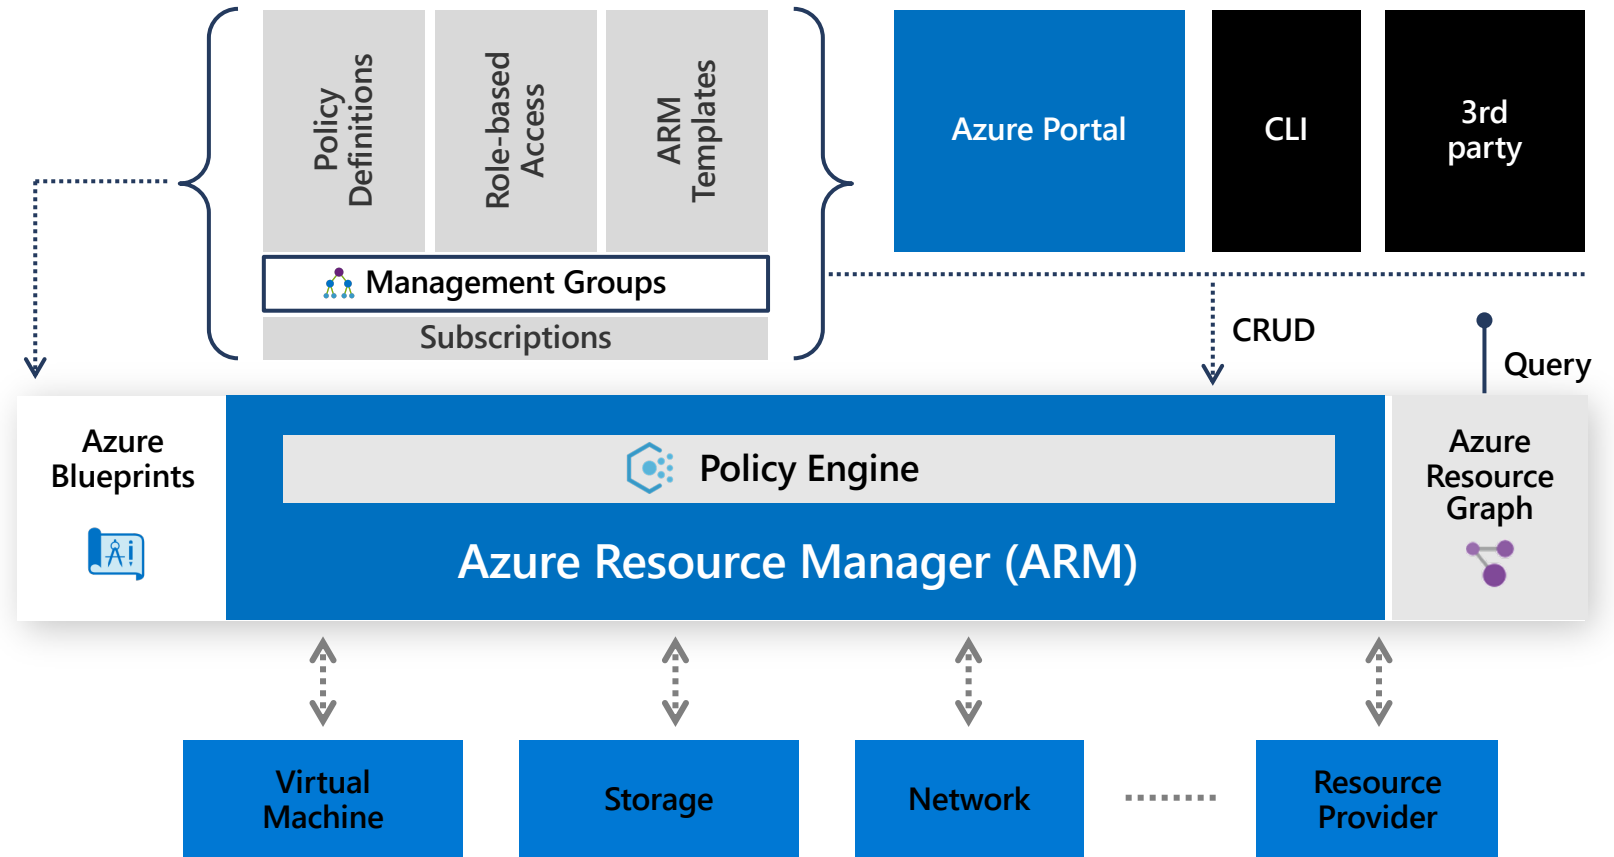 Policy
Definitions
Role-based
Access
ARM
Templates
Management Groups
Subscriptions
Azure Portal
CLI
3rd
party
CRUD
Query
Azure
Blueprints
Policy Engine
Azure Resource Manager (ARM)
Azure
Resource
Graph
Virtual
Machine
Storage
Network
Resource
Provider